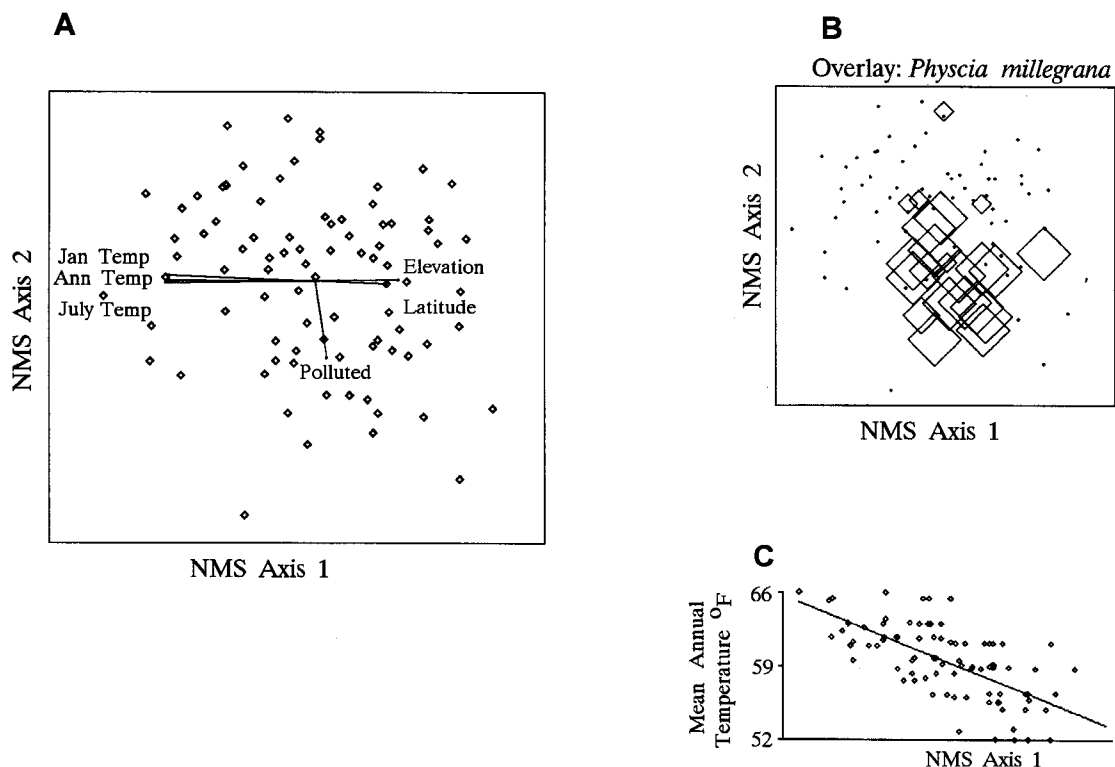 A
NMS Axis 2
Jan Temp
Ann Temp
July Temp
Elevation
Latitude
Polluted
NMS Axis 1
B
Overlay: Physcia millegrana
NMS Axis 2
NMS Axis 1
C
Mean Annual
Temperature °F
66
59
52
NMS Axis 1